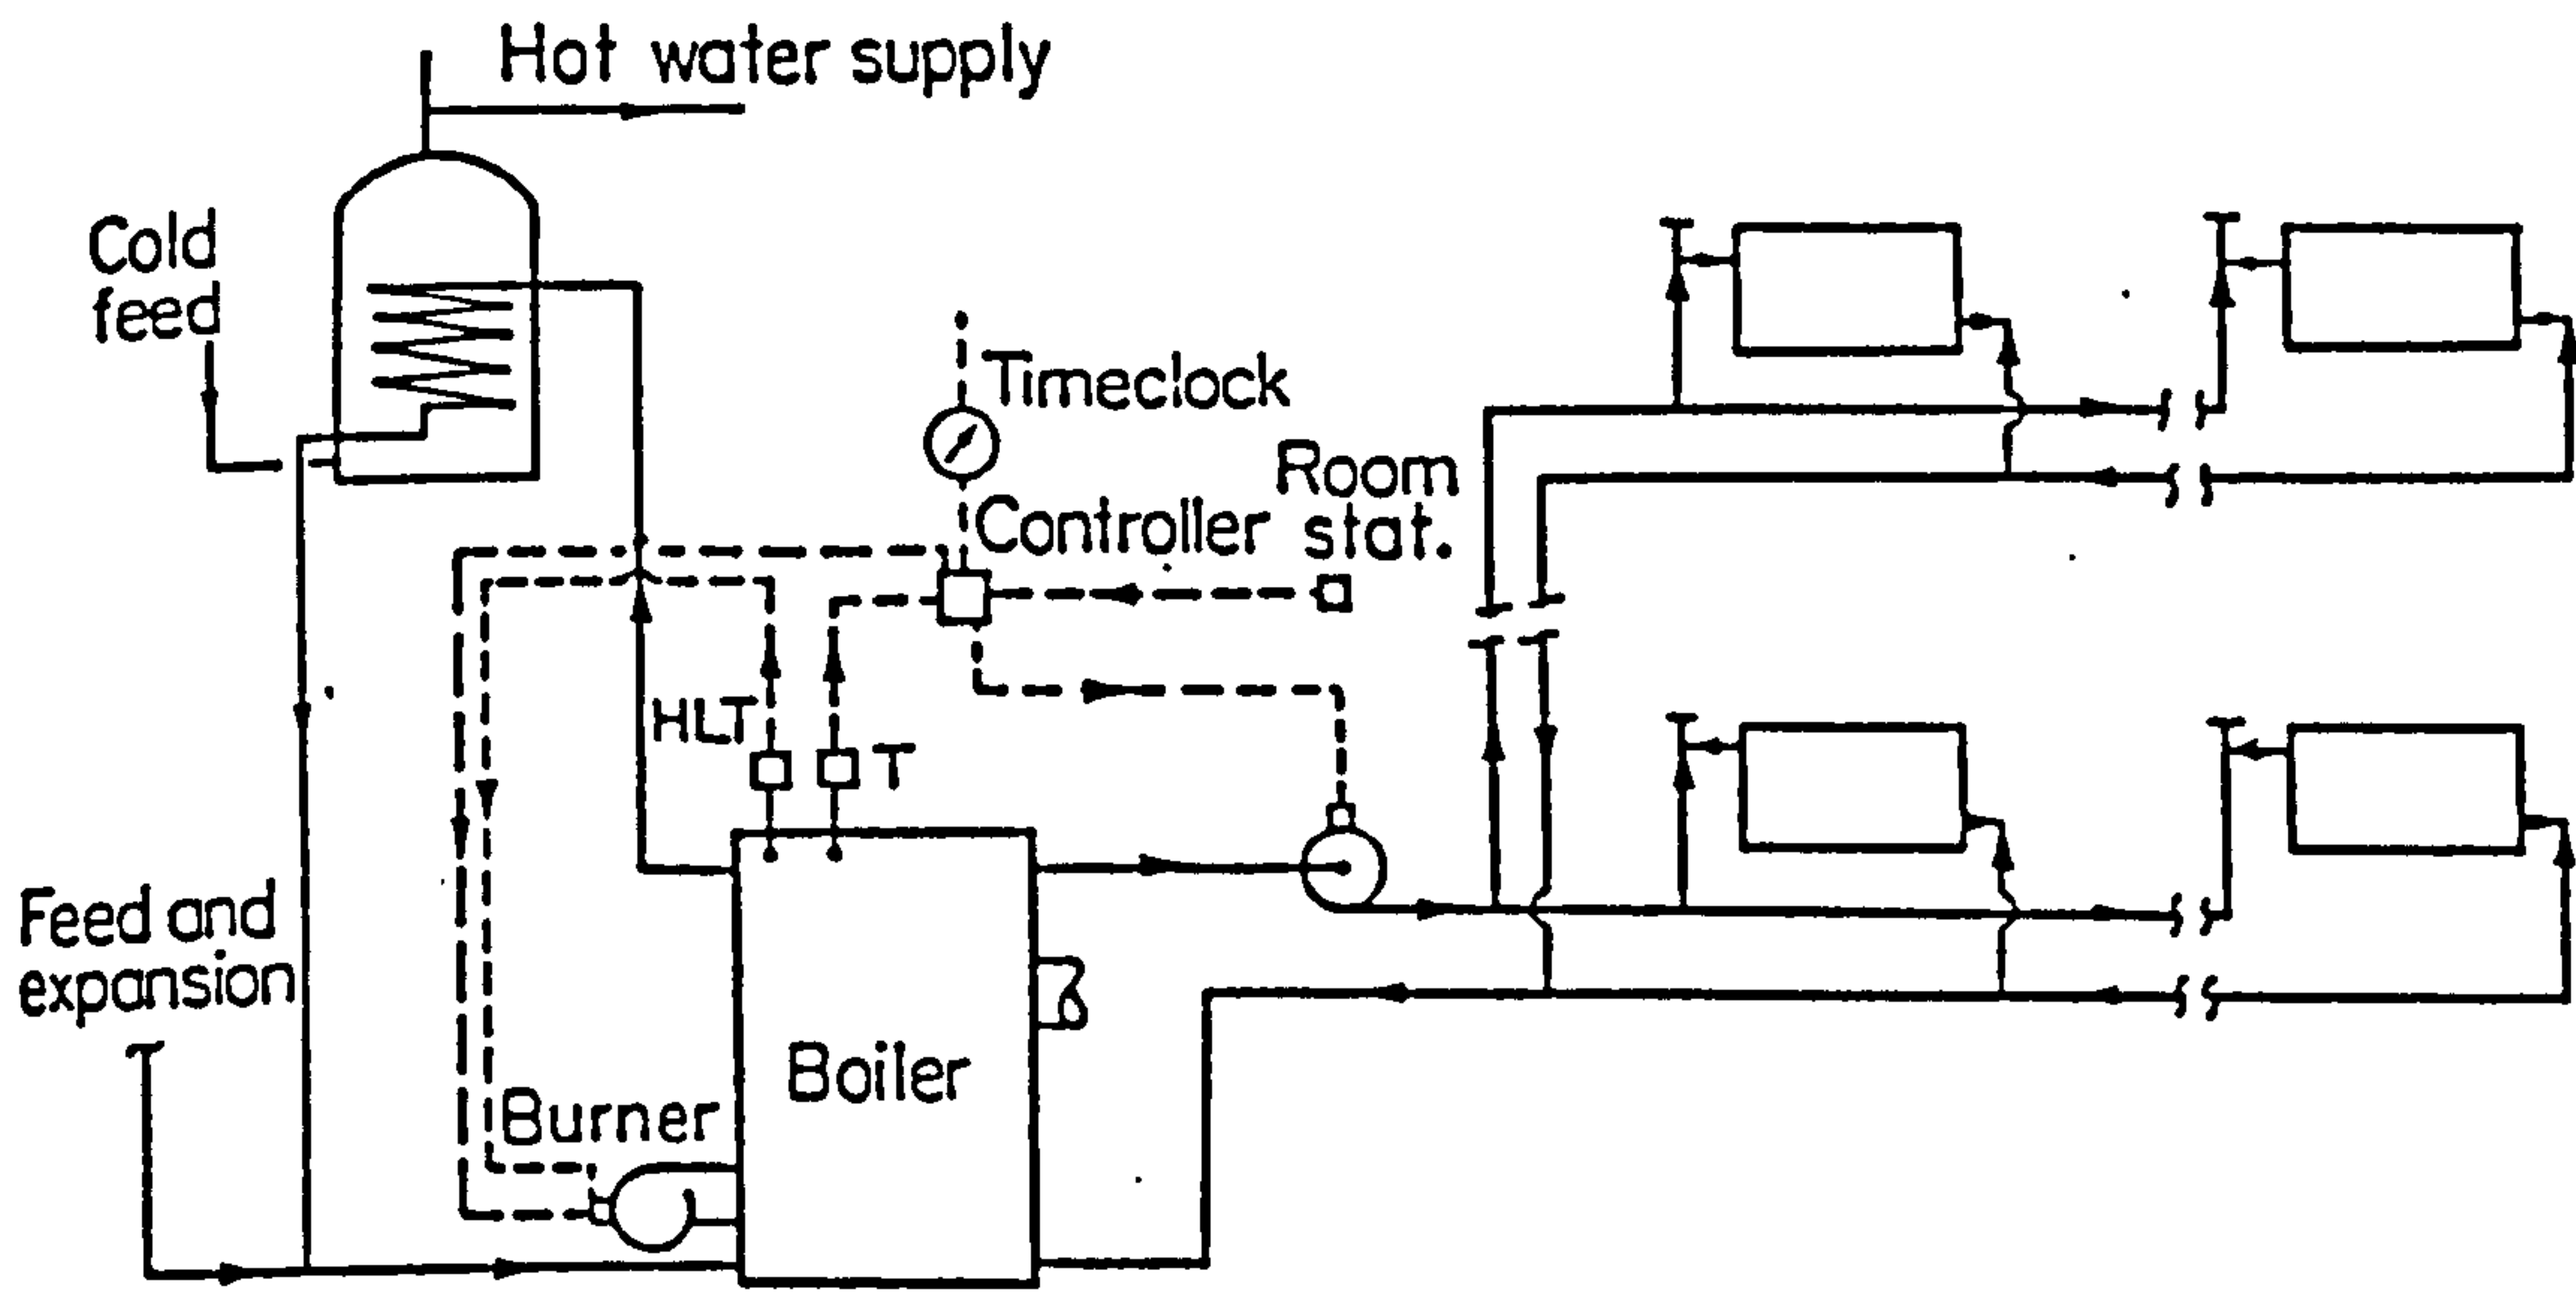 Hot water supply
Cold
feed
Timeclock
Controller
Room
stat.
HLT
T
Feed and
expansion
Boiler
Burner